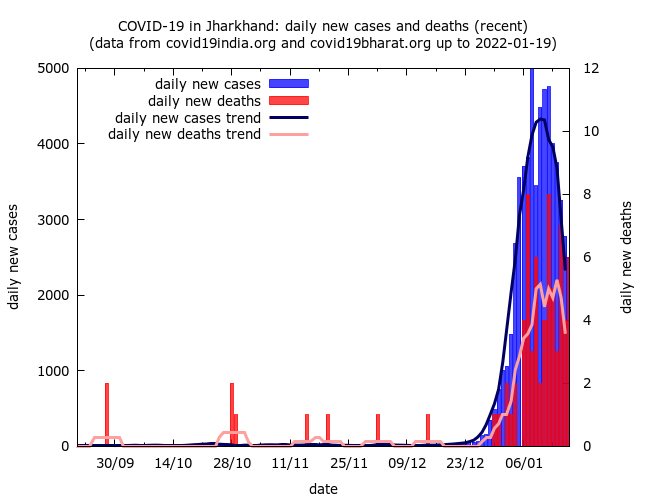 COVID-19 in Jharkhand: daily new cases and deaths (recent)
(data from covid19india.org and covid19bharat.org up to 2022-01-19)
daily new cases
daily new deaths
daily new cases trend
daily new deaths trend
daily new cases
5000
4000
3000
2000
1000
0
12
10
8
6
4
2
0
daily new deaths
30/09 14/10 28/10 11/11 25/11 09/12 23/12 06/01
date